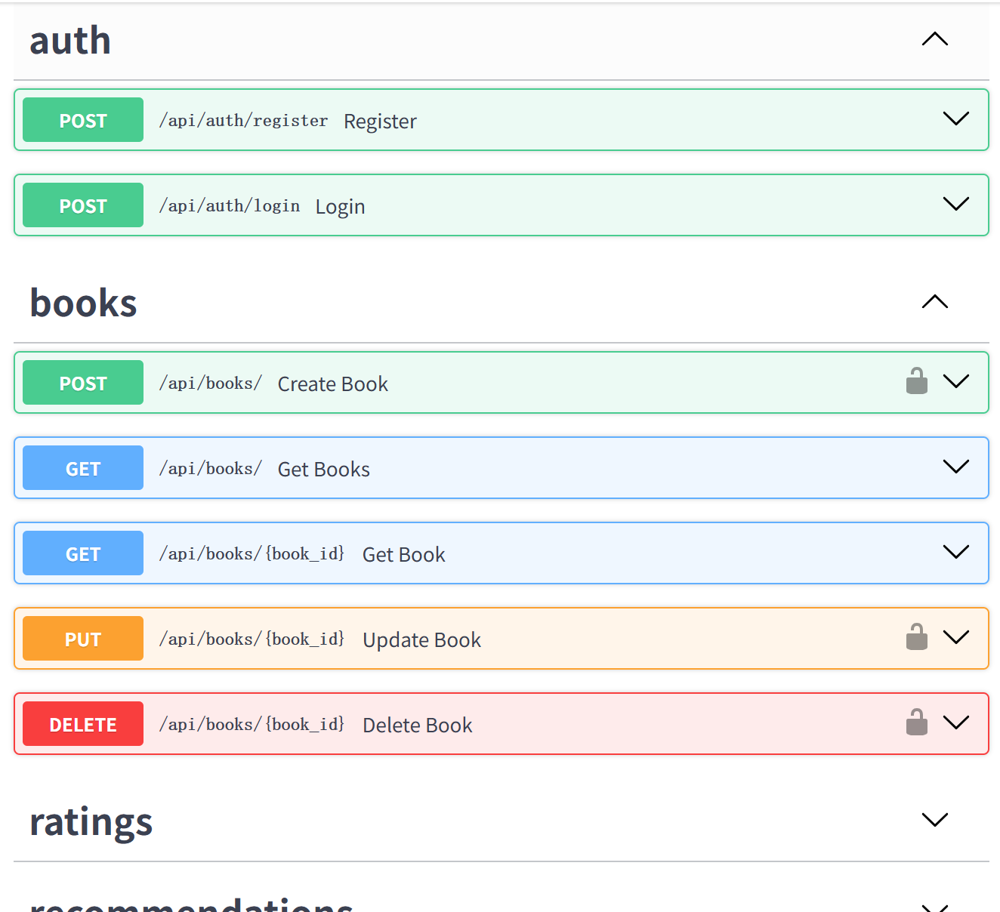 auth
POST /api/auth/register Register
POST /api/auth/login Login
books
POST /api/books/ Create Book
GET /api/books/ Get Books
GET /api/books/{book_id} Get Book
PUT /api/books/{book_id} Update Book
DELETE /api/books/{book_id} Delete Book
ratings
recommendations